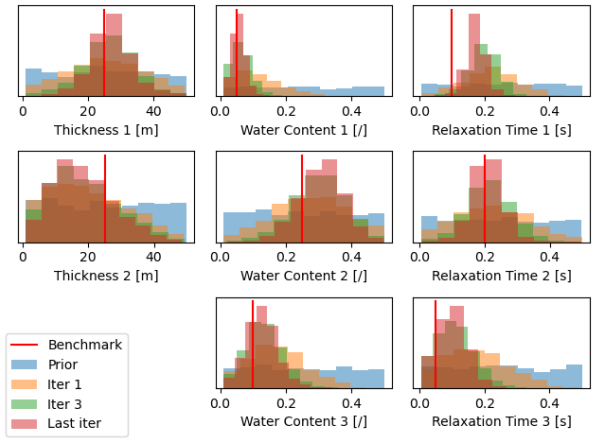 0 20 40 0.0 0.2 0.4 0.0 0.2 0.4
Thickness 1 [m] Water Content 1 [/] Relaxation Time 1 [s]
0 20 40 0.0 0.2 0.4 0.0 0.2 0.4
Thickness 2 [m] Water Content 2 [/] Relaxation Time 2 [s]
Benchmark
Prior
Iter 1
Iter 3
Last iter
0.0 0.2 0.4 0.0 0.2 0.4
Water Content 3 [/] Relaxation Time 3 [s]